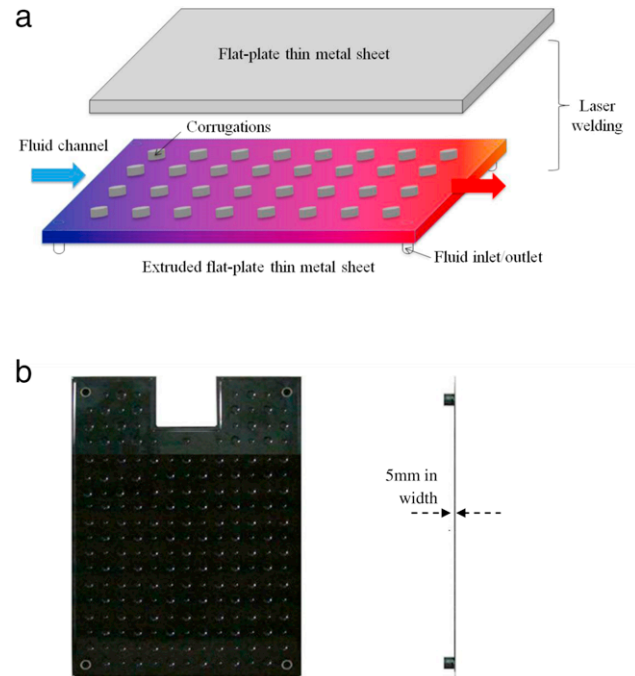 a
Flat-plate thin metal sheet
Corrugations
Laser
welding
Fluid channel
Fluid inlet/outlet
Extruded flat-plate thin metal sheet
b
5mm in
width